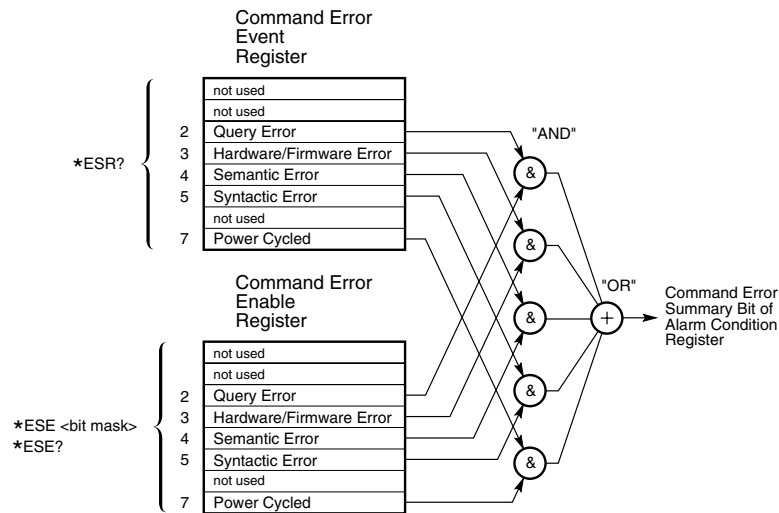 Command Error
Event
Register
not used
not used
2 Query Error
3 Hardware/Firmware Error
4 Semantic Error
5 Syntactic Error
not used
7 Power Cycled
*ESR?
"AND"
&
&
&
&
&
"OR"
+
Command Error
Summary Bit of
Alarm Condition
Register
Command Error
Enable
Register
not used
not used
2 Query Error
3 Hardware/Firmware Error
4 Semantic Error
5 Syntactic Error
not used
7 Power Cycled
*ESE <bit mask>
*ESE?